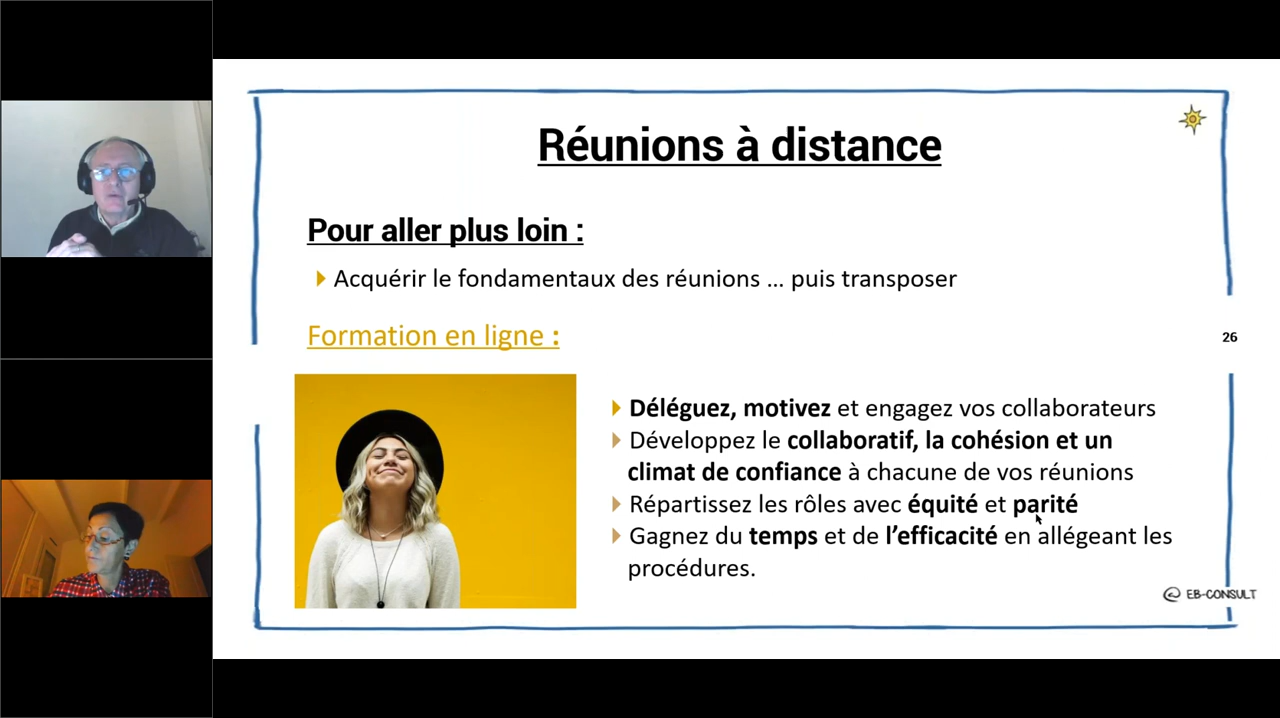 Réunions à distance
Pour aller plus loin :
Acquérir le fondamentaux des réunions ... puis transposer
Formation en ligne :
26
Déléguez, motivez et engagez vos collaborateurs
Développez le collaboratif, la cohésion et un
climat de confiance à chacune de vos réunions
Répartissez les rôles avec équité et parité
Gagnez du temps et de l’efficacité en allégeant les
procédures.
@ EB-CONSULT